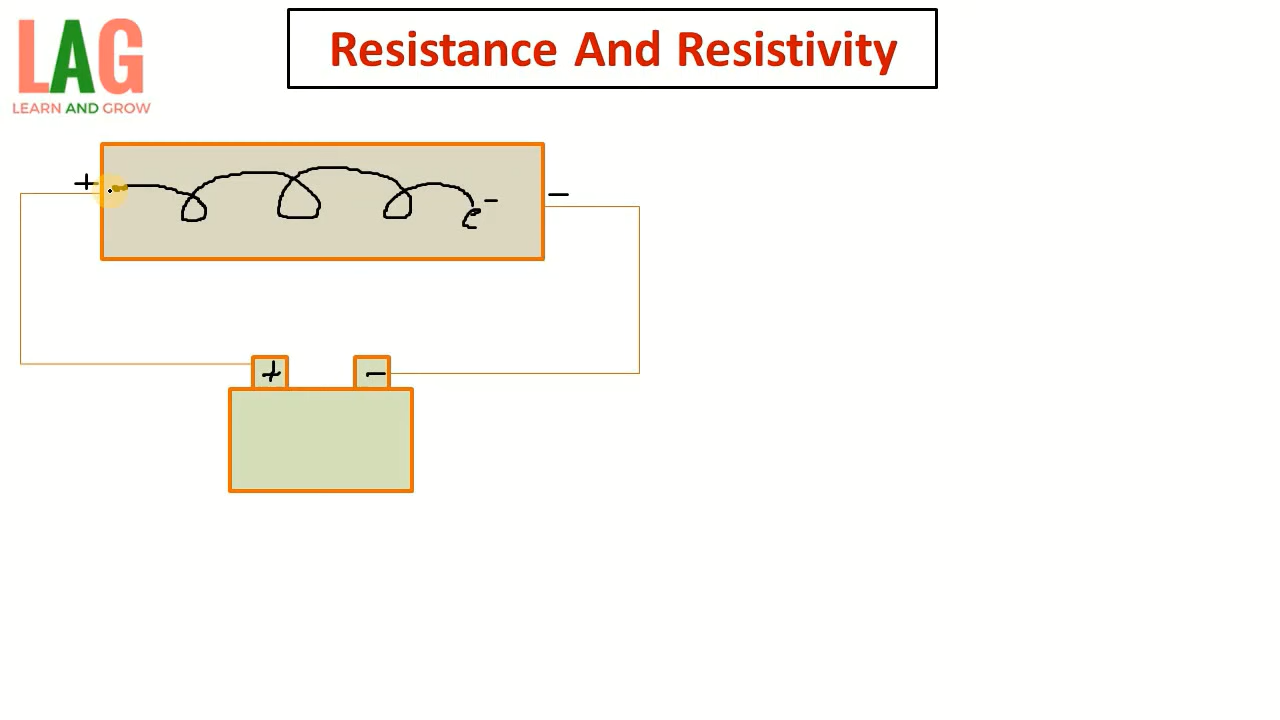 LAG
LEARN AND GROW
Resistance And Resistivity
+
−
e−
+
−